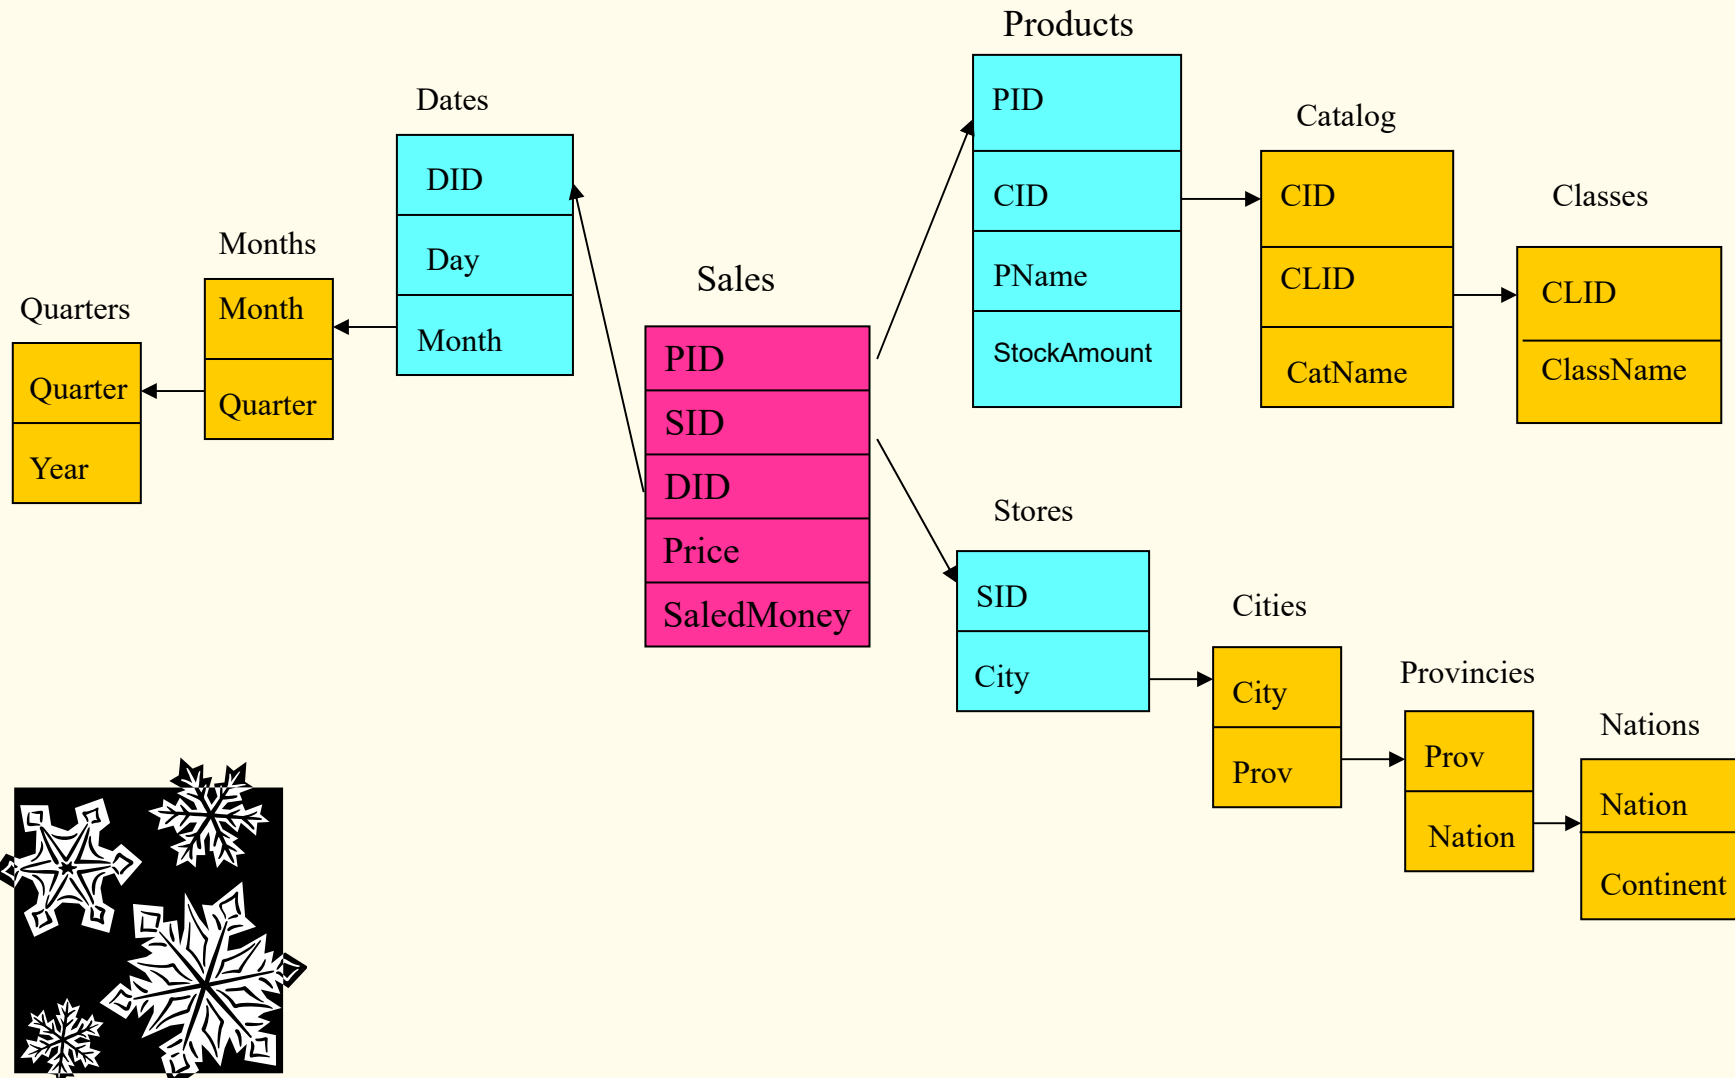 Products
PID
CID
PName
StockAmount
Dates
DID
Day
Month
Catalog
CID
CLID
CatName
Classes
CLID
ClassName
Months
Month
Quarter
Quarters
Quarter
Year
Sales
PID
SID
DID
Price
SaledMoney
Stores
SID
City
Cities
City
Prov
Provincies
Prov
Nation
Nations
Nation
Continent